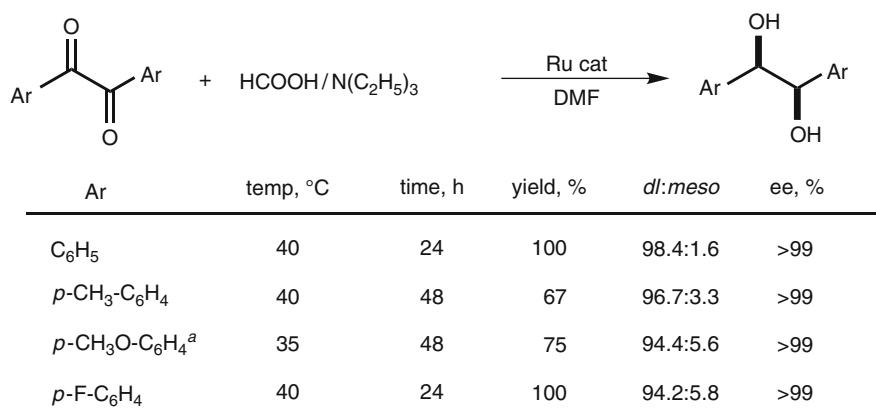 O
Ar
Ar
O
+
HCOOH/N(C₂H₅)₃
Ru cat
DMF
OH
Ar
Ar
OH
Ar temp, °C time, h yield, % dl:meso ee, %
C₆H₅ 40 24 100 98.4:1.6 >99
p-CH₃-C₆H₄ 40 48 67 96.7:3.3 >99
p-CH₃O-C₆H₄ᵃ 35 48 75 94.4:5.6 >99
p-F-C₆H₄ 40 24 100 94.2:5.8 >99